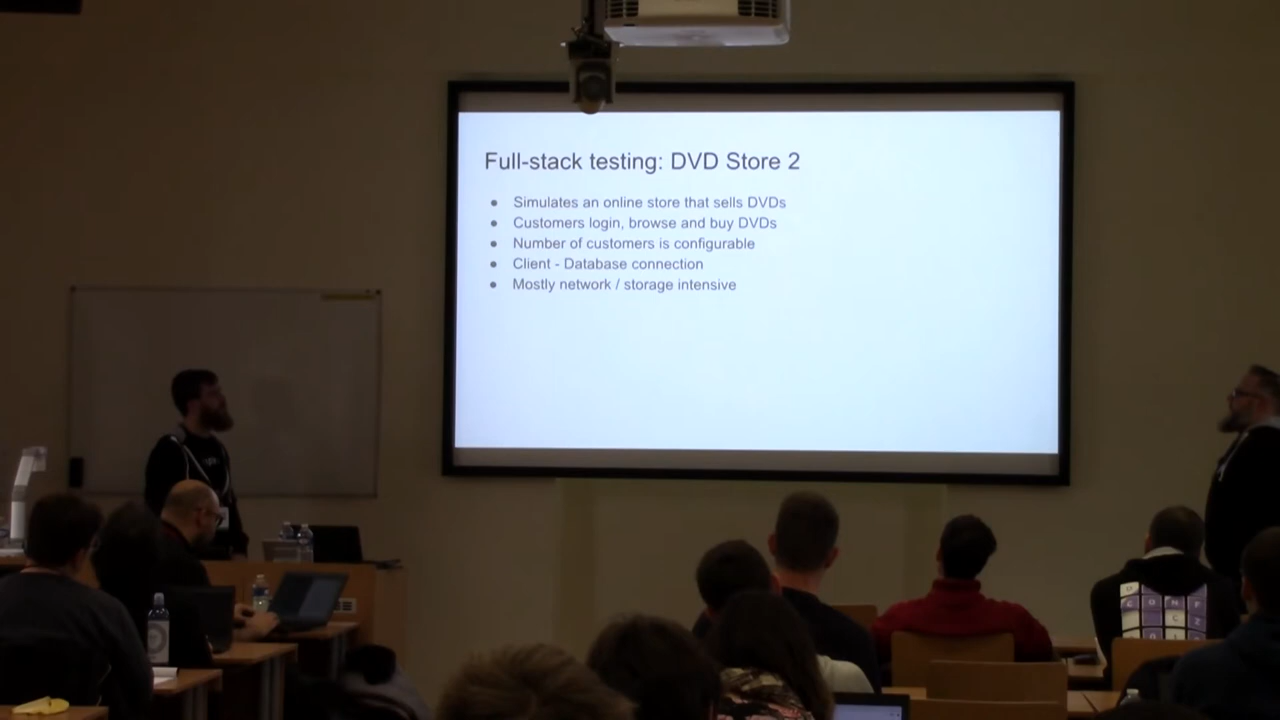 Full-stack testing: DVD Store 2
● Simulates an online store that sells DVDs
● Customers login, browse and buy DVDs
● Number of customers is configurable
● Client - Database connection
● Mostly network / storage intensive
C O N F
C Z